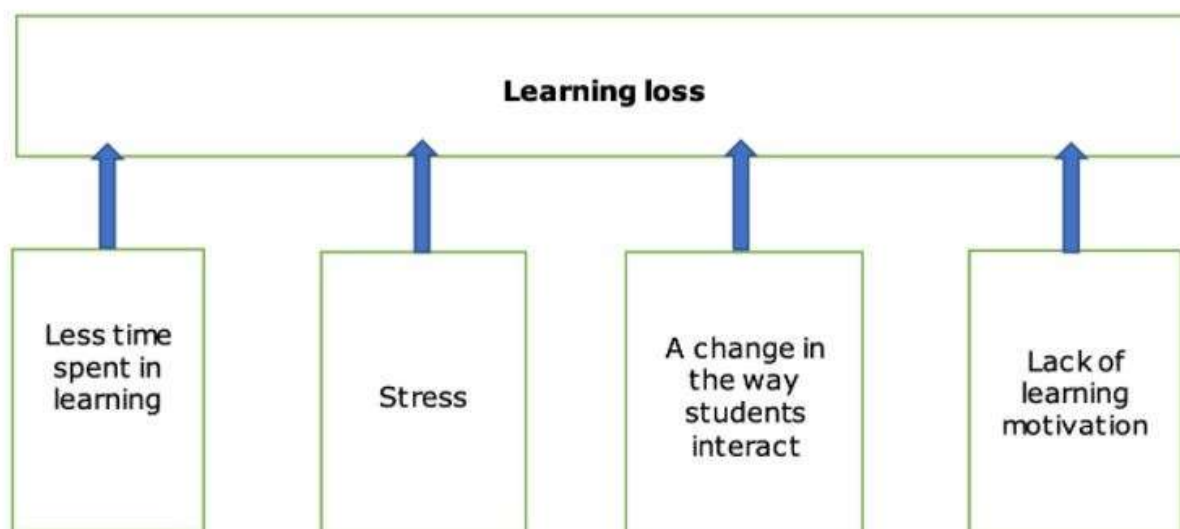 Learning loss
Less time
spent in
learning
Stress
A change in
the way
students
interact
Lack of
learning
motivation